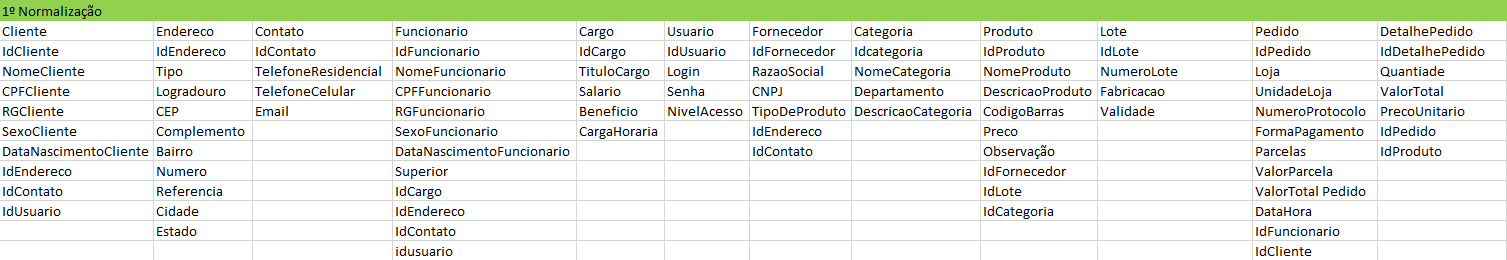 1º Normalização
Cliente Endereco Contato Funcionario Cargo Usuario Fornecedor Categoria Produto Lote Pedido DetalhePedido
IdCliente IdEndereco IdContato IdFuncionario IdCargo IdUsuario IdFornecedor Idcategoria IdProduto IdLote IdPedido IdDetalhePedido
NomeCliente Tipo TelefoneResidencial NomeFuncionario TituloCargo Login RazaoSocial NomeCategoria NomeProduto NumeroLote Loja Quantiade
CPFCliente Logradouro TelefoneCelular CPFFuncionario Salario Senha CNPJ Departamento DescricaoProduto Fabricacao UnidadeLoja ValorTotal
RGCliente CEP Email RGFuncionario Beneficio NivelAcesso TipoDeProduto DescricaoCategoria CodigoBarras Validade NumeroProtocolo PrecoUnitario
SexoCliente Complemento SexoFuncionario CargaHoraria IdEndereco Preco FormaPagamento IdPedido
DataNascimentoCliente Bairro DataNascimentoFuncionario IdContato Observação Parcelas IdProduto
IdEndereco Numero Superior IdFornecedor ValorParcela
IdContato Referencia IdCargo IdLote ValorTotal Pedido
IdUsuario Cidade IdEndereco IdCategoria DataHora
Estado IdContato IdFuncionario
idusuario IdCliente